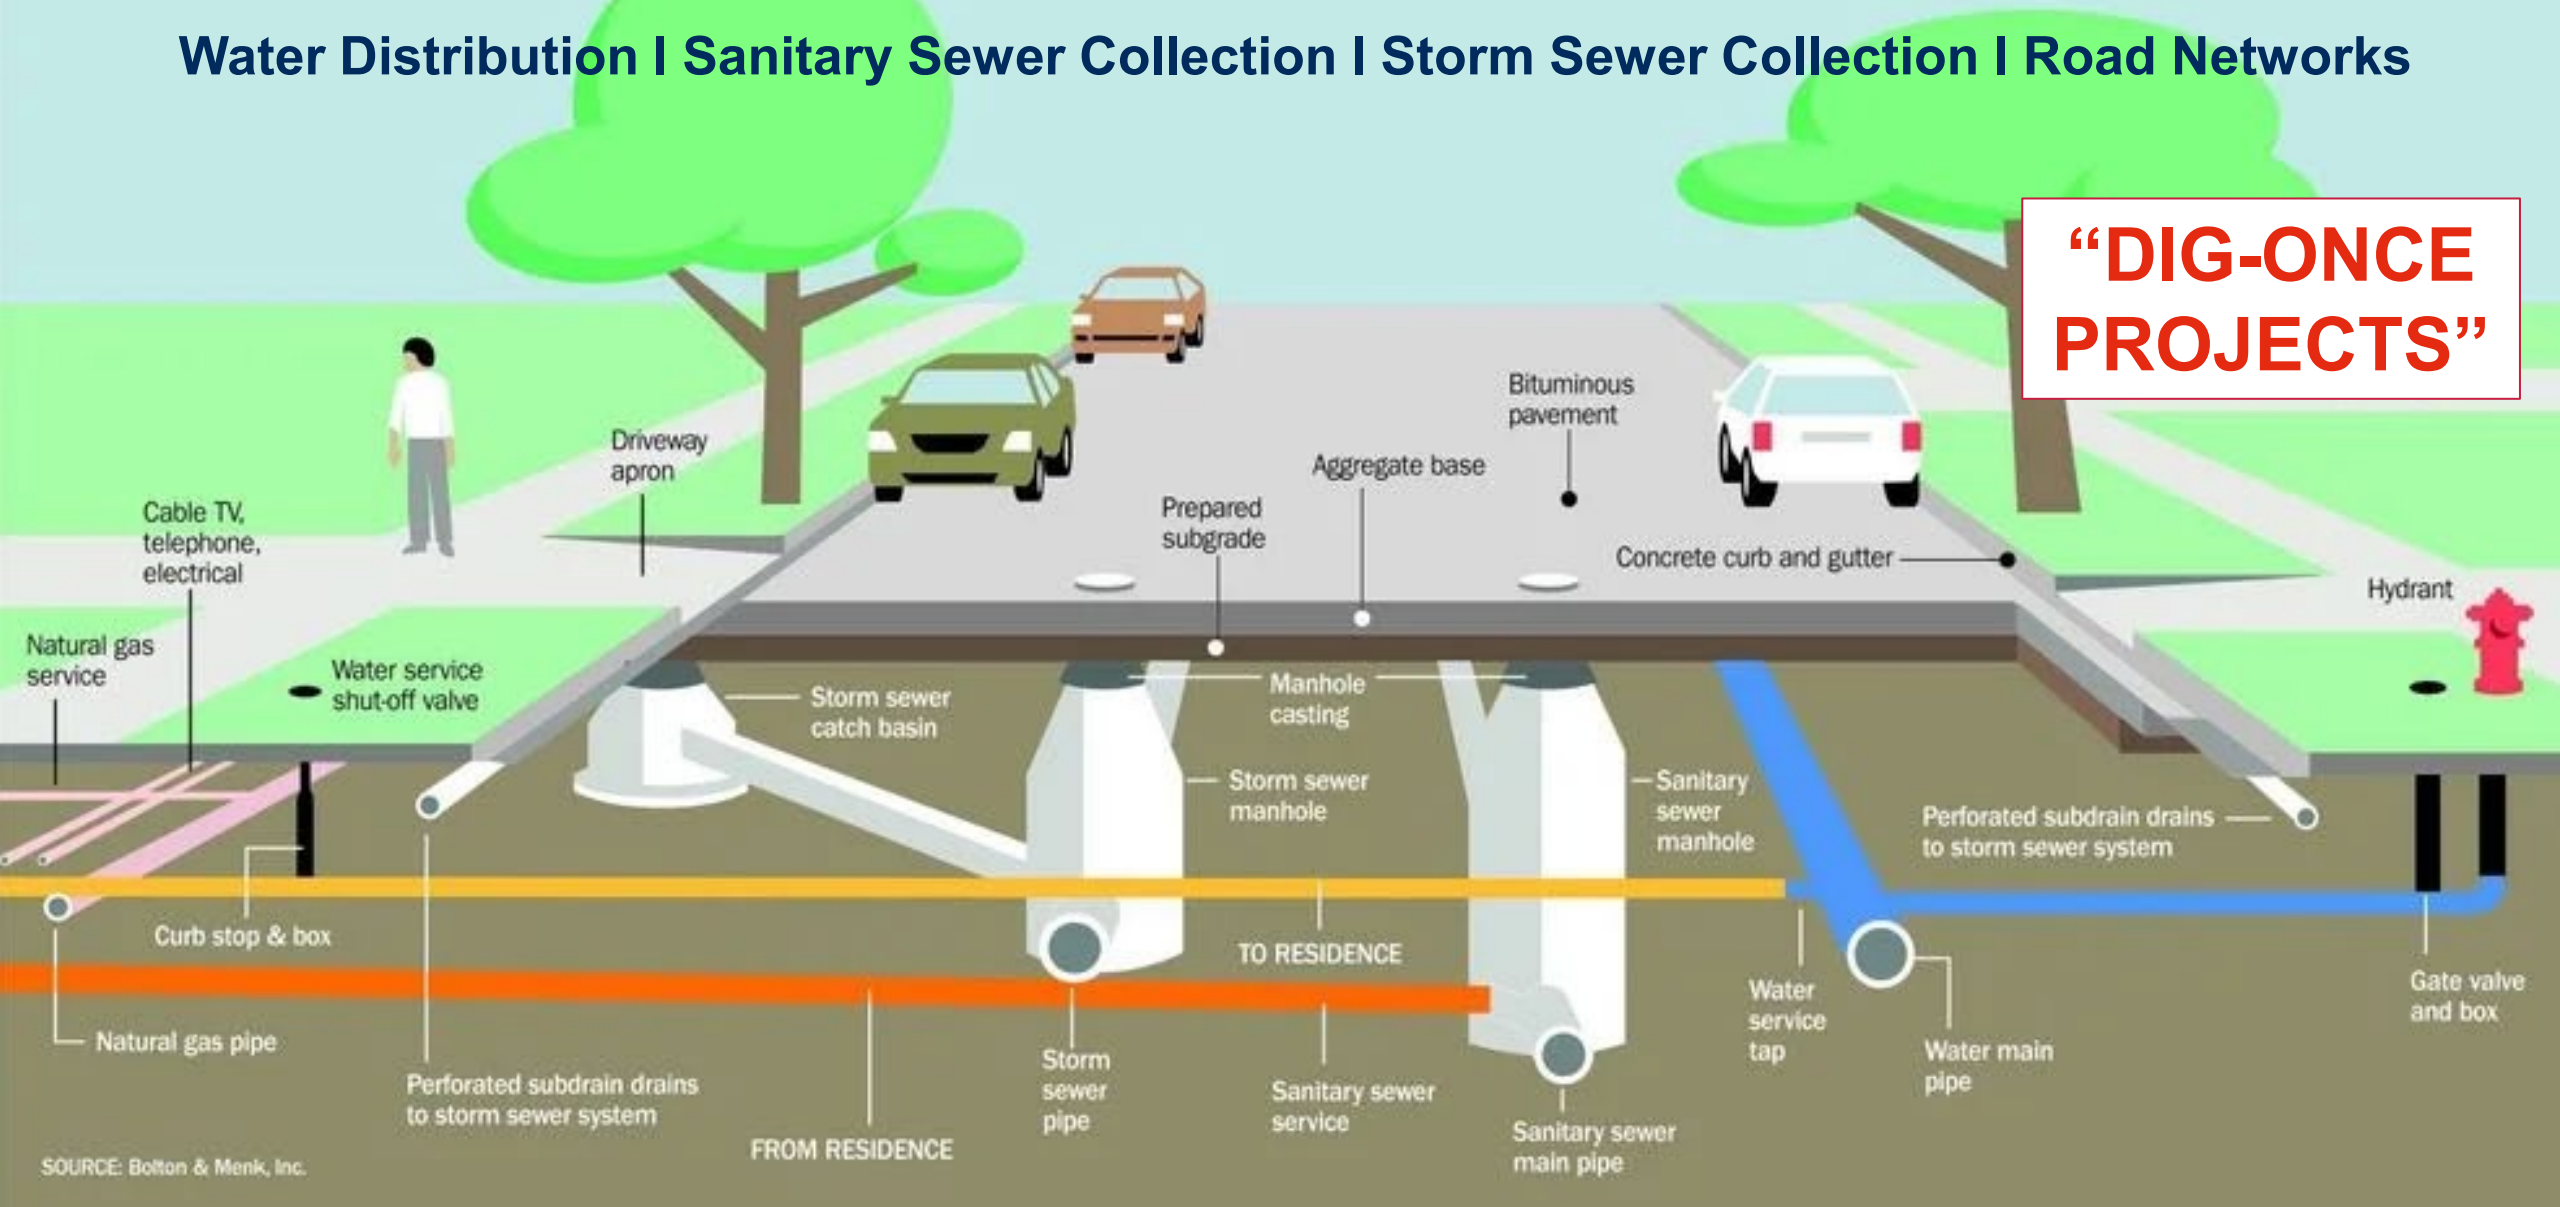 Water Distribution I Sanitary Sewer Collection I Storm Sewer Collection I Road Networks
“DIG-ONCE
PROJECTS”
Bituminous
pavement
Driveway
apron
Aggregate base
Cable TV,
telephone,
electrical
Prepared
subgrade
Concrete curb and gutter
Hydrant
Natural gas
service
Water service
shut-off valve
Storm sewer
catch basin
Manhole
casting
Storm sewer
manhole
Sanitary
sewer
manhole
Perforated subdrain drains
to storm sewer system
Curb stop & box
TO RESIDENCE
Water
service
tap
Gate valve
and box
Natural gas pipe
Perforated subdrain drains
to storm sewer system
Storm
sewer
pipe
Sanitary sewer
service
Water main
pipe
FROM RESIDENCE
Sanitary sewer
main pipe
SOURCE: Bolton & Menk, Inc.